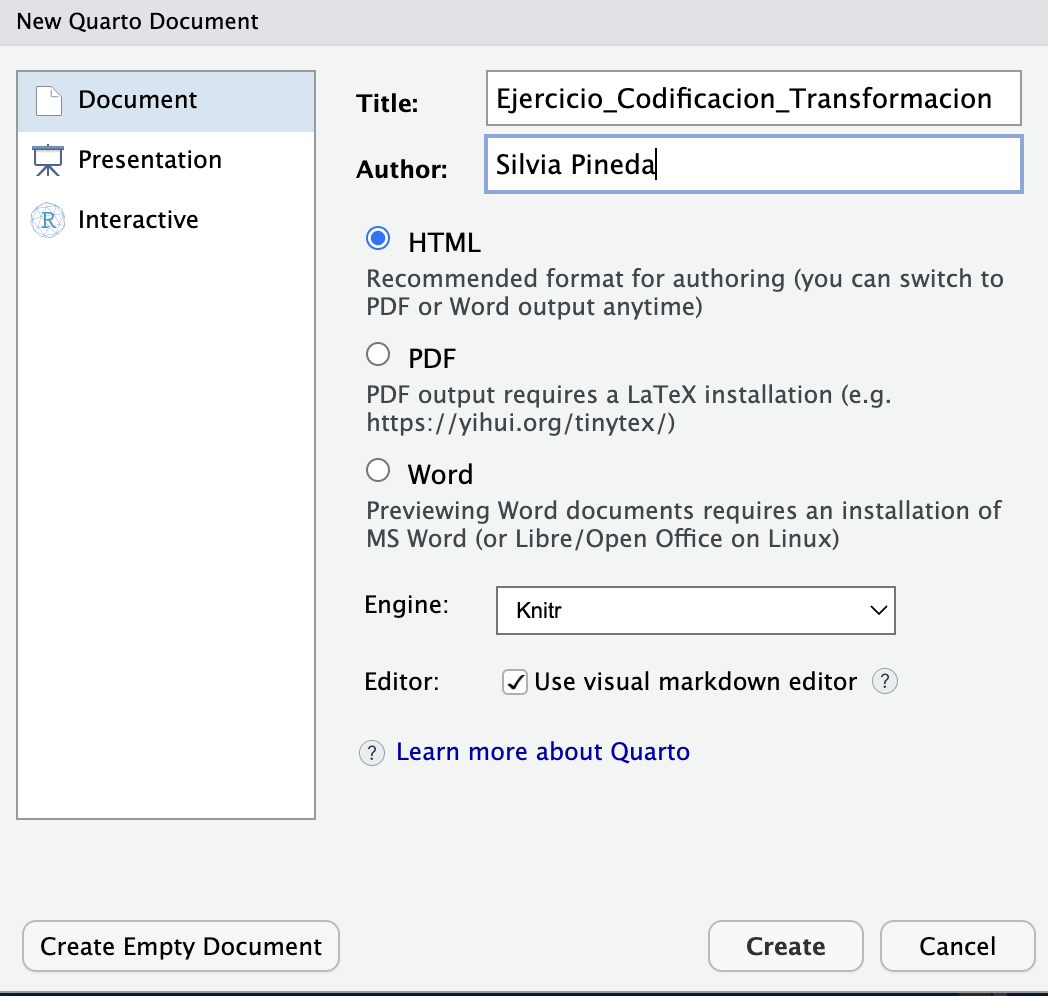 New Quarto Document
Document
Presentation
Interactive
Title: Ejercicio_Codificacion_Transformacion
Author: Silvia Pineda
HTML
Recommended format for authoring (you can switch to
PDF or Word output anytime)
PDF
PDF output requires a LaTeX installation (e.g.
https://yihui.org/tinytex/)
Word
Previewing Word documents requires an installation of
MS Word (or Libre/Open Office on Linux)
Engine: Knitr
Editor: Use visual markdown editor ?
? Learn more about Quarto
Create Empty Document Create Cancel